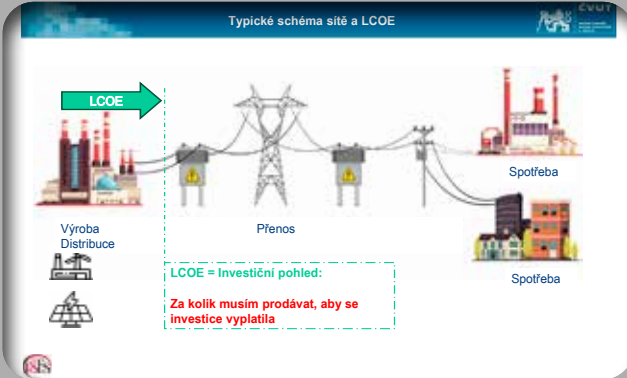 Typické schéma sítě a LCOE
ČVUT
LCOE
Spotřeba
Výroba
Distribuce
Přenos
Spotřeba
LCOE = Investiční pohled:
Za kolik musím prodávat, aby se
investice vyplatila